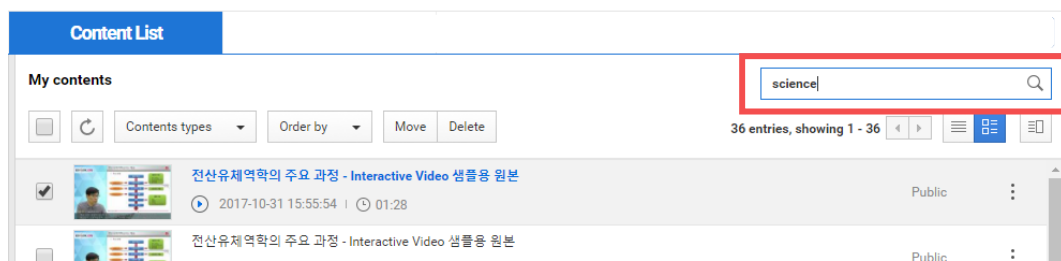 Content List
My contents
science
Contents types
Order by
Move
Delete
36 entries, showing 1 - 36
전산유체역학의 주요 과정 - Interactive Video 샘플용 원본
2017-10-31 15:55:54
01:28
Public
전산유체역학의 주요 과정 - Interactive Video 샘플용 원본
Public